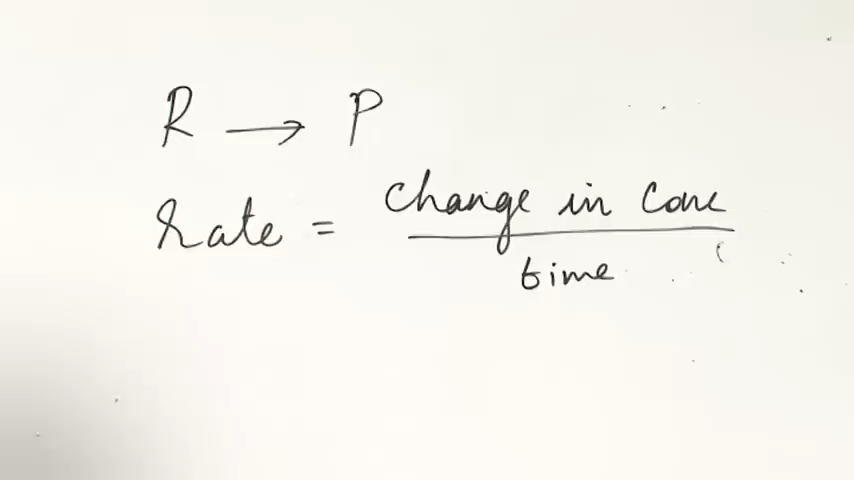 R → P
Rate = change in conc
time